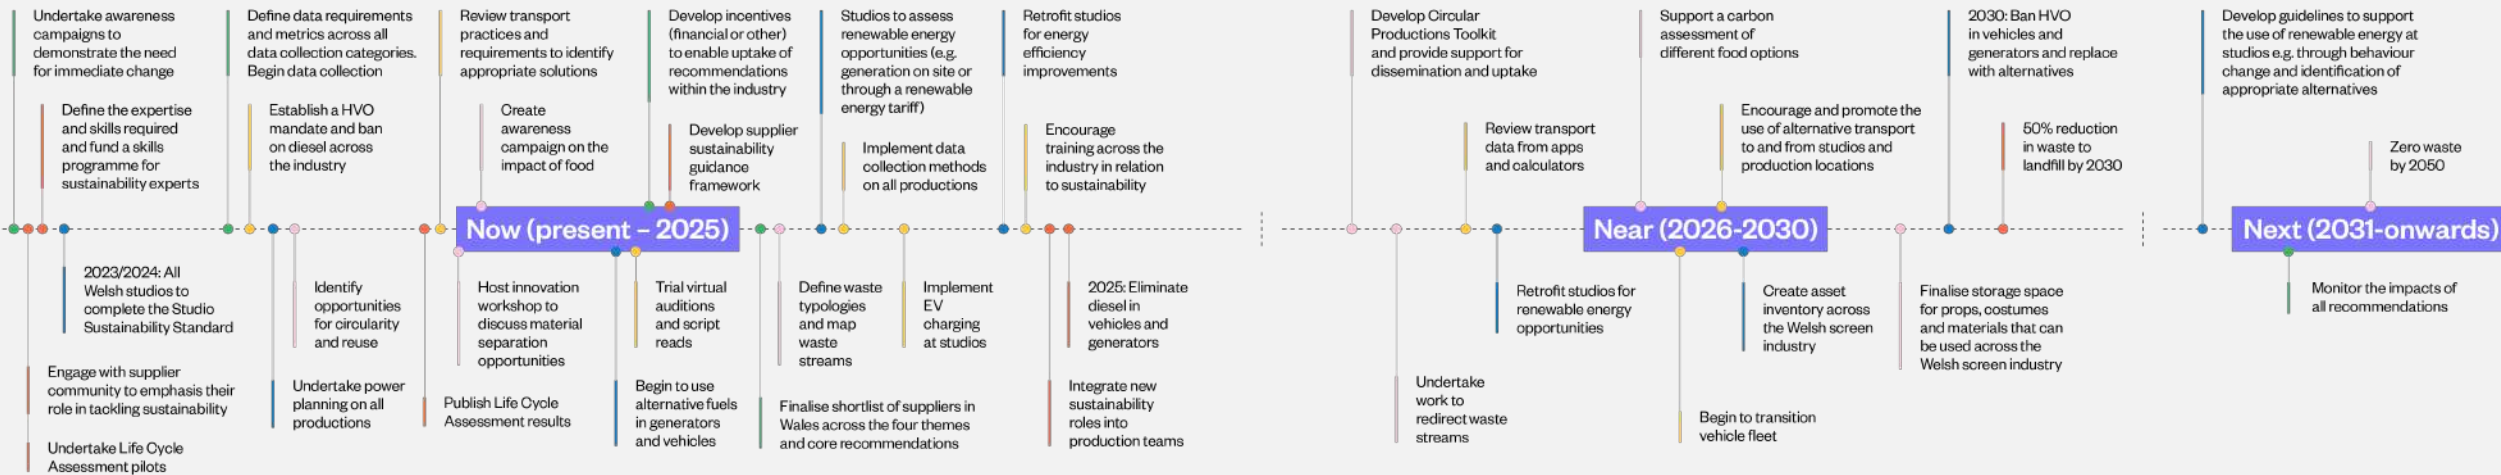 Undertake awareness
campaigns to
demonstrate the need
for immediate change
Define the expertise
and skills required
and fund a skills
programme for
sustainability experts
Define data requirements
and metrics across all
data collection categories.
Begin data collection
Establish a HVO
mandate and ban
on diesel across
the industry
Review transport
practices and
requirements to identify
appropriate solutions
Create
awareness
campaign on the
impact of food
Develop incentives
(financial or other)
to enable uptake of
recommendations
within the industry
Develop supplier
sustainability
guidance
framework
Studios to assess
renewable energy
opportunities (e.g.
generation on site or
through a renewable
energy tariff)
Implement data
collection methods
on all productions
Retrofit studios
for energy
efficiency
improvements
Encourage
training across the
industry in relation
to sustainability
Now (present – 2025)
2023/2024: All
Welsh studios to
complete the Studio
Sustainability Standard
Engage with supplier
community to emphasis their
role in tackling sustainability
Undertake Life Cycle
Assessment pilots
Identify
opportunities
for circularity
and reuse
Undertake power
planning on all
productions
Host innovation
workshop to
discuss material
separation
opportunities
Publish Life Cycle
Assessment results
Trial virtual
auditions
and script
reads
Begin to use
alternative fuels
in generators
and vehicles
Define waste
typologies
and map
waste
streams
Finalise shortlist of suppliers in
Wales across the four themes
and core recommendations
Implement
EV
charging
at studios
2025: Eliminate
diesel in
vehicles and
generators
Integrate new
sustainability
roles into
production teams
Develop Circular
Productions Toolkit
and provide support for
dissemination and uptake
Review transport
data from apps
and calculators
Support a carbon
assessment of
different food options
Encourage and promote the
use of alternative transport
to and from studios and
production locations
2030: Ban HVO
in vehicles and
generators and replace
with alternatives
50% reduction
in waste to
landfill by 2030
Near (2026-2030)
Undertake
work to
redirect waste
streams
Retrofit studios for
renewable energy
opportunities
Begin to transition
vehicle fleet
Create asset
inventory across
the Welsh screen
industry
Finalise storage space
for props, costumes
and materials that can
be used across the
Welsh screen industry
Develop guidelines to support
the use of renewable energy at
studios e.g. through behaviour
change and identification of
appropriate alternatives
Zero waste
by 2050
Next (2031-onwards)
Monitor the impacts of
all recommendations